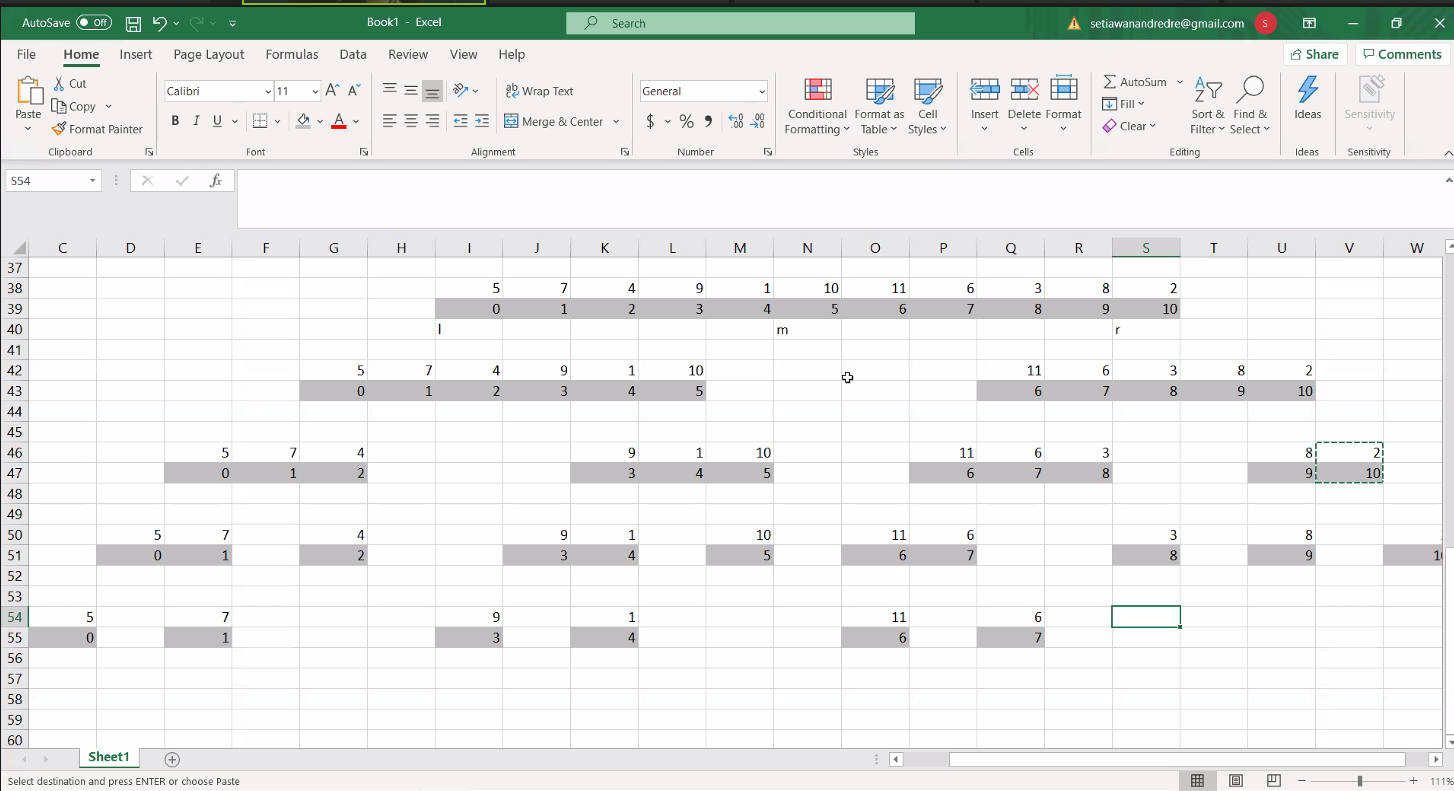 AutoSave Off Book1 - Excel Search setiawanandredre@gmail.com S
File Home Insert Page Layout Formulas Data Review View Help Share Comments
Paste Cut Copy Format Painter Clipboard
Calibri 11 A A B I U A Font
ab Wrap Text Merge & Center Alignment
General $ % 9 Number
Conditional Formatting Format as Table Cell Styles Styles
Insert Delete Format Cells
AutoSum Fill Clear Sort & Filter Find & Select Editing
Ideas Ideas
Sensitivity Sensitivity
S54 fx
C D E F G H I J K L M N O P Q R S T U V W
37
38 5 7 4 9 1 10 11 6 3 8 2
39 0 1 2 3 4 5 6 7 8 9 10
40 l m r
41
42 5 7 4 9 1 10 11 6 3 8 2
43 0 1 2 3 4 5 6 7 8 9 10
44
45
46 5 7 4 9 1 10 11 6 3 8 2
47 0 1 2 3 4 5 6 7 8 9 10
48
49
50 5 7 4 9 1 10 11 6 3 8
51 0 1 2 3 4 5 6 7 8 9
52
53
54 5 7 9 1 11 6
55 0 1 3 4 6 7
56
57
58
59
60
Sheet1
Select destination and press ENTER or choose Paste 111%